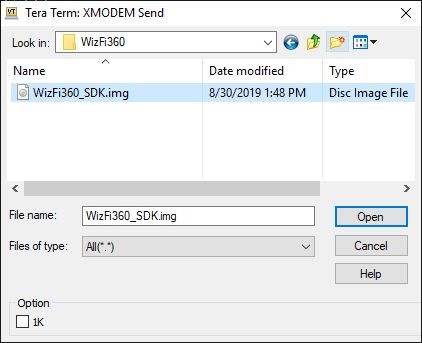 VT Tera Term: XMODEM Send
Look in: WizFi360
Name Date modified Type
WizFi360_SDK.img 8/30/2019 1:48 PM Disc Image File
File name: WizFi360_SDK.img Open
Files of type: All(*.*) Cancel
Help
Option
1K